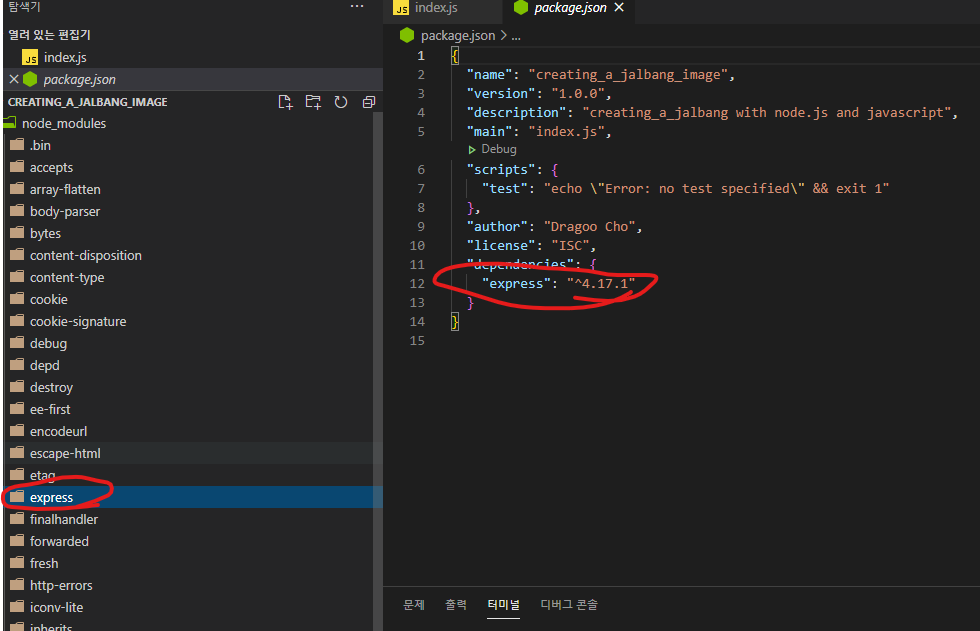 탐색기
···
열려 있는 편집기
JS index.js
× package.json
CREATING_A_JALBANG_IMAGE
node_modules
.bin
accepts
array-flatten
body-parser
bytes
content-disposition
content-type
cookie
cookie-signature
debug
depd
destroy
ee-first
encodeurl
escape-html
etag
express
finalhandler
forwarded
fresh
http-errors
iconv-lite
inherits
JS index.js
package.json ×
package.json > ...
1 {
2 "name": "creating_a_jalbang_image",
3 "version": "1.0.0",
4 "description": "creating_a_jalbang with node.js and javascript",
5 "main": "index.js",
Debug
6 "scripts": {
7 "test": "echo \"Error: no test specified\" && exit 1"
8 },
9 "author": "Dragoo Cho",
10 "license": "ISC",
11 "dependencies": {
12 "express": "^4.17.1"
13 }
14 }
15
문제 출력 터미널 디버그 콘솔